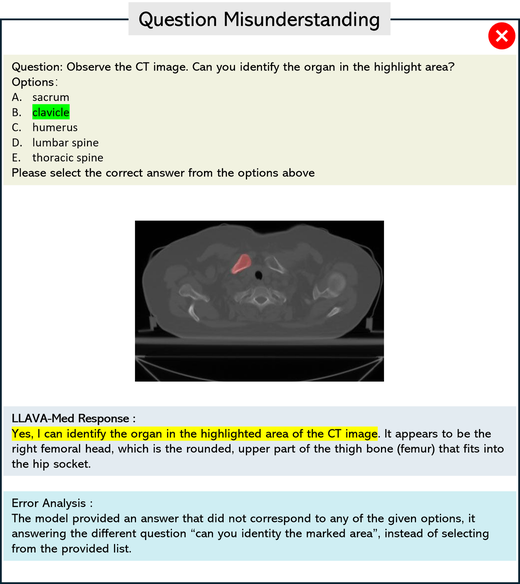 Question Misunderstanding
Question: Observe the CT image. Can you identify the organ in the highlight area?
Options:
A. sacrum
B. clavicle
C. humerus
D. lumbar spine
E. thoracic spine
Please select the correct answer from the options above
LLAVA-Med Response :
Yes, I can identify the organ in the highlighted area of the CT image. It appears to be the
right femoral head, which is the rounded, upper part of the thigh bone (femur) that fits into
the hip socket.
Error Analysis :
The model provided an answer that did not correspond to any of the given options, it
answering the different question “can you identity the marked area”, instead of selecting
from the provided list.